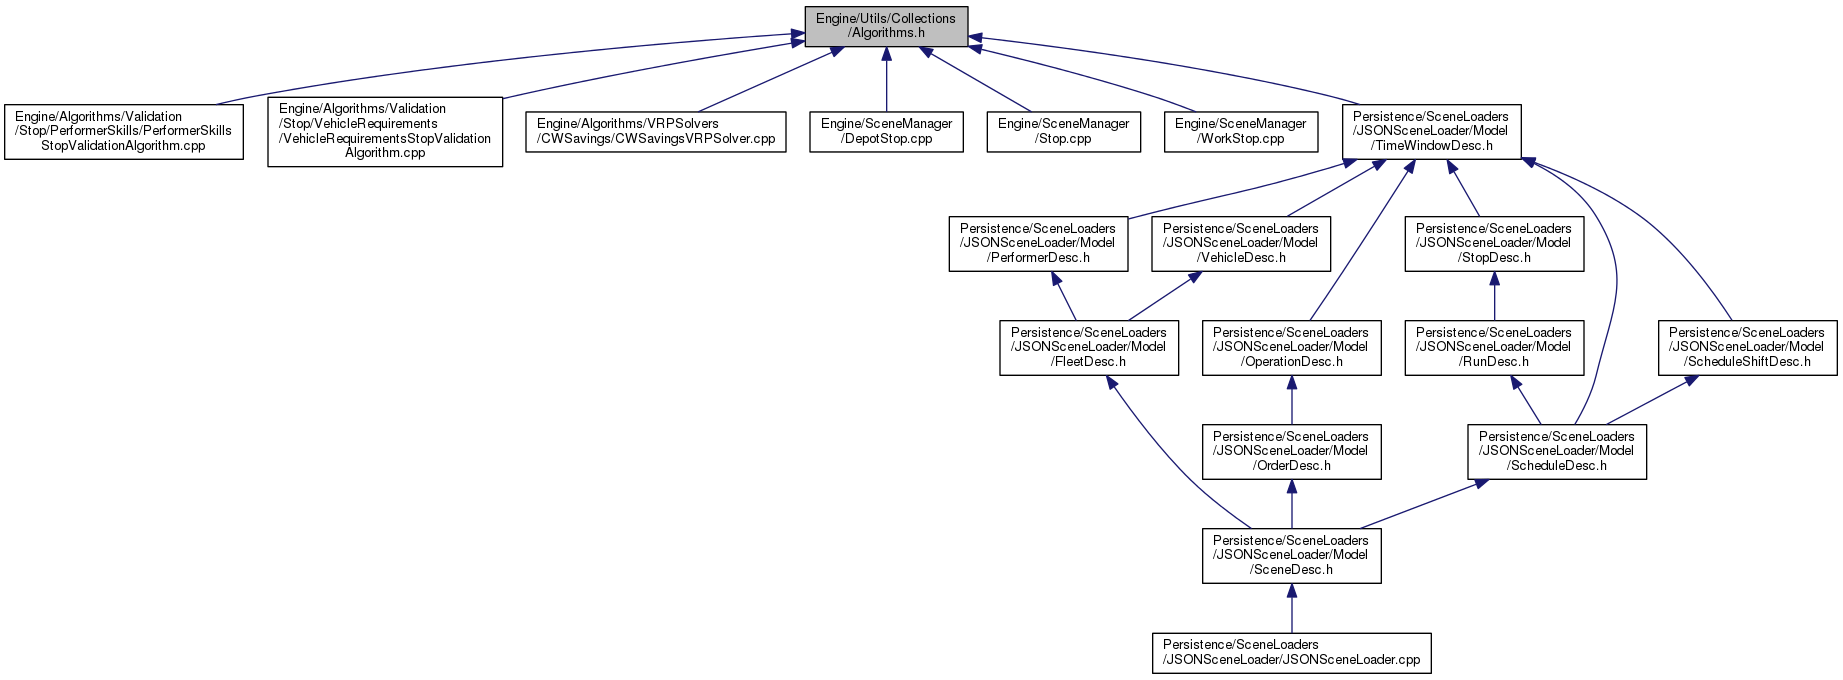 Engine/Utils/Collections
/Algorithms.h
Engine/Algorithms/Validation
/Stop/PerformerSkills/PerformerSkills
StopValidationAlgorithm.cpp
Engine/Algorithms/Validation
/Stop/VehicleRequirements
/VehicleRequirementsStopValidation
Algorithm.cpp
Engine/Algorithms/VRPSolvers
/CWSavings/CWSavingsVRPSolver.cpp
Engine/SceneManager
/DepotStop.cpp
Engine/SceneManager
/Stop.cpp
Engine/SceneManager
/WorkStop.cpp
Persistence/SceneLoaders
/JSONSceneLoader/Model
/TimeWindowDesc.h
Persistence/SceneLoaders
/JSONSceneLoader/Model
/PerformerDesc.h
Persistence/SceneLoaders
/JSONSceneLoader/Model
/VehicleDesc.h
Persistence/SceneLoaders
/JSONSceneLoader/Model
/StopDesc.h
Persistence/SceneLoaders
/JSONSceneLoader/Model
/FleetDesc.h
Persistence/SceneLoaders
/JSONSceneLoader/Model
/OperationDesc.h
Persistence/SceneLoaders
/JSONSceneLoader/Model
/RunDesc.h
Persistence/SceneLoaders
/JSONSceneLoader/Model
/ScheduleShiftDesc.h
Persistence/SceneLoaders
/JSONSceneLoader/Model
/OrderDesc.h
Persistence/SceneLoaders
/JSONSceneLoader/Model
/ScheduleDesc.h
Persistence/SceneLoaders
/JSONSceneLoader/Model
/SceneDesc.h
Persistence/SceneLoaders
/JSONSceneLoader/JSONSceneLoader.cpp